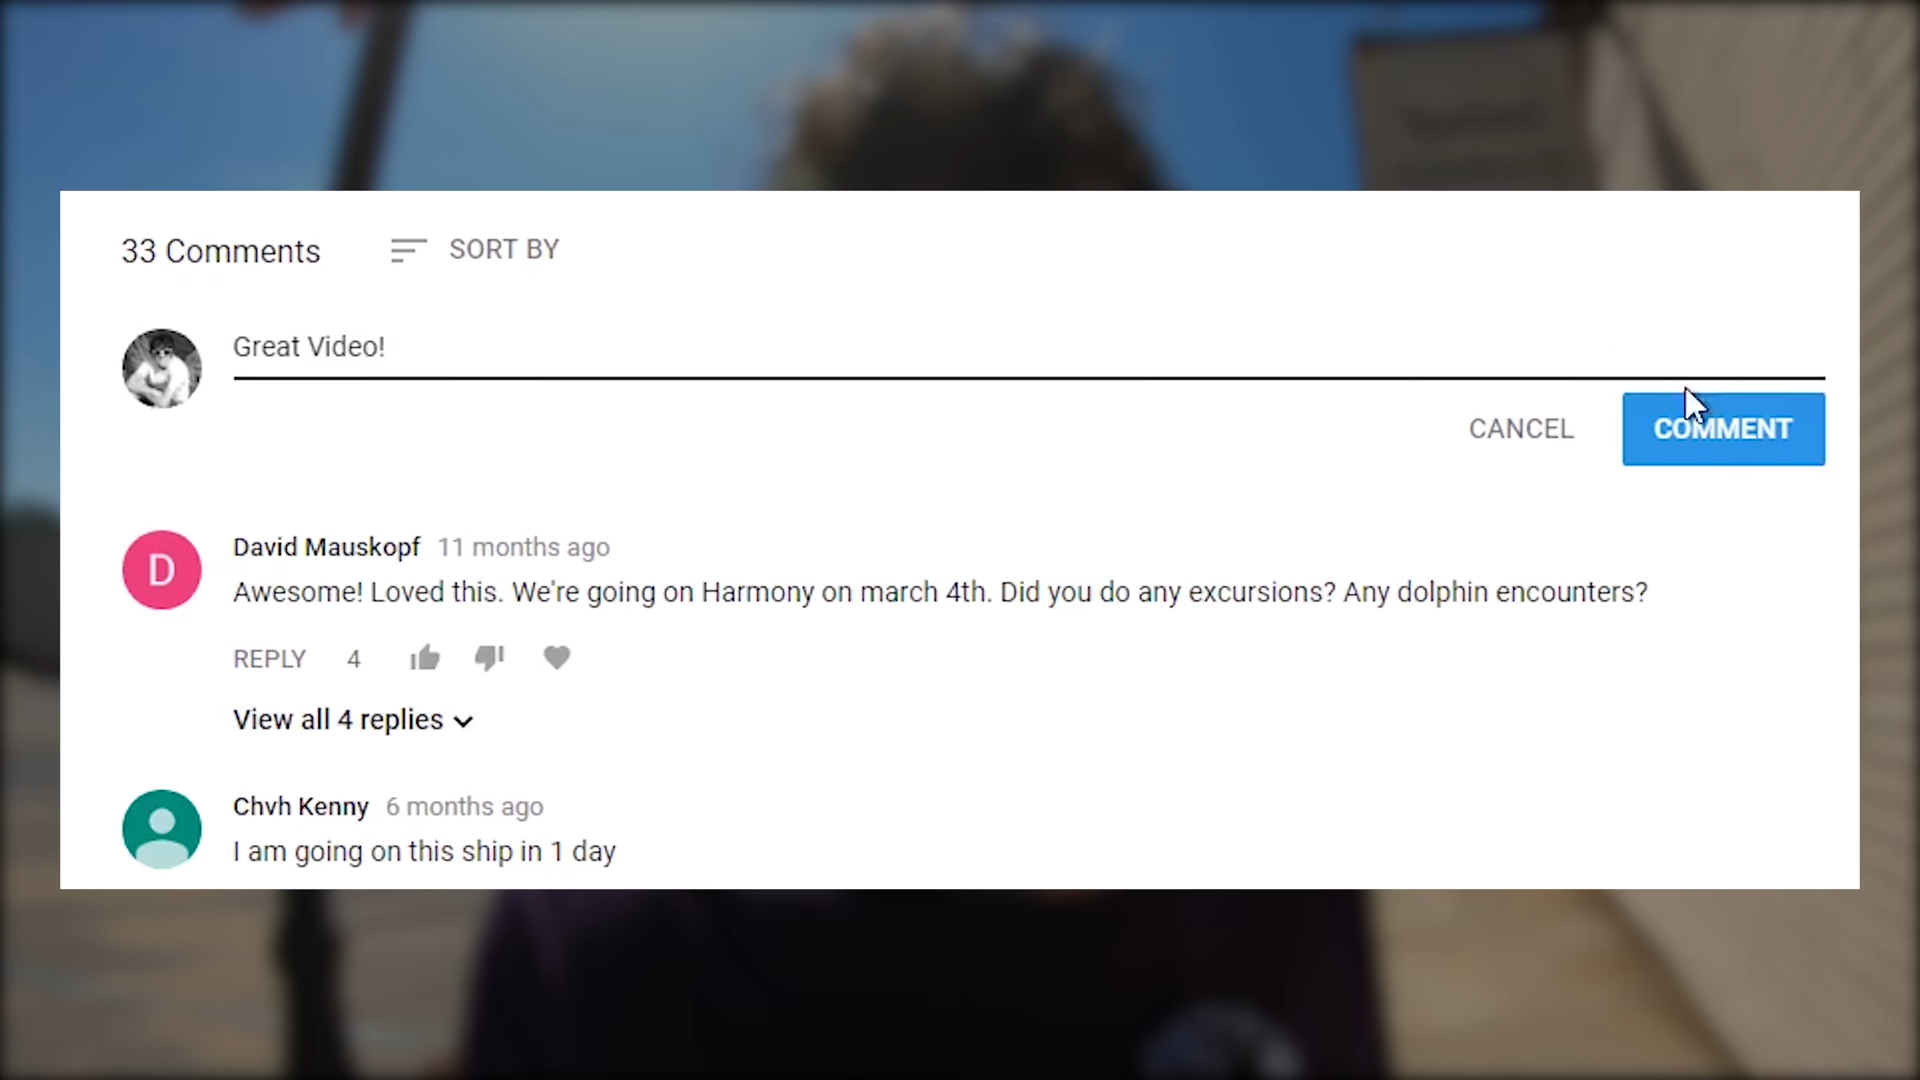 33 Comments SORT BY
Great Video!
CANCEL COMMENT
David Mauskopf 11 months ago
Awesome! Loved this. We're going on Harmony on march 4th. Did you do any excursions? Any dolphin encounters?
REPLY 4
View all 4 replies
Chvh Kenny 6 months ago
I am going on this ship in 1 day